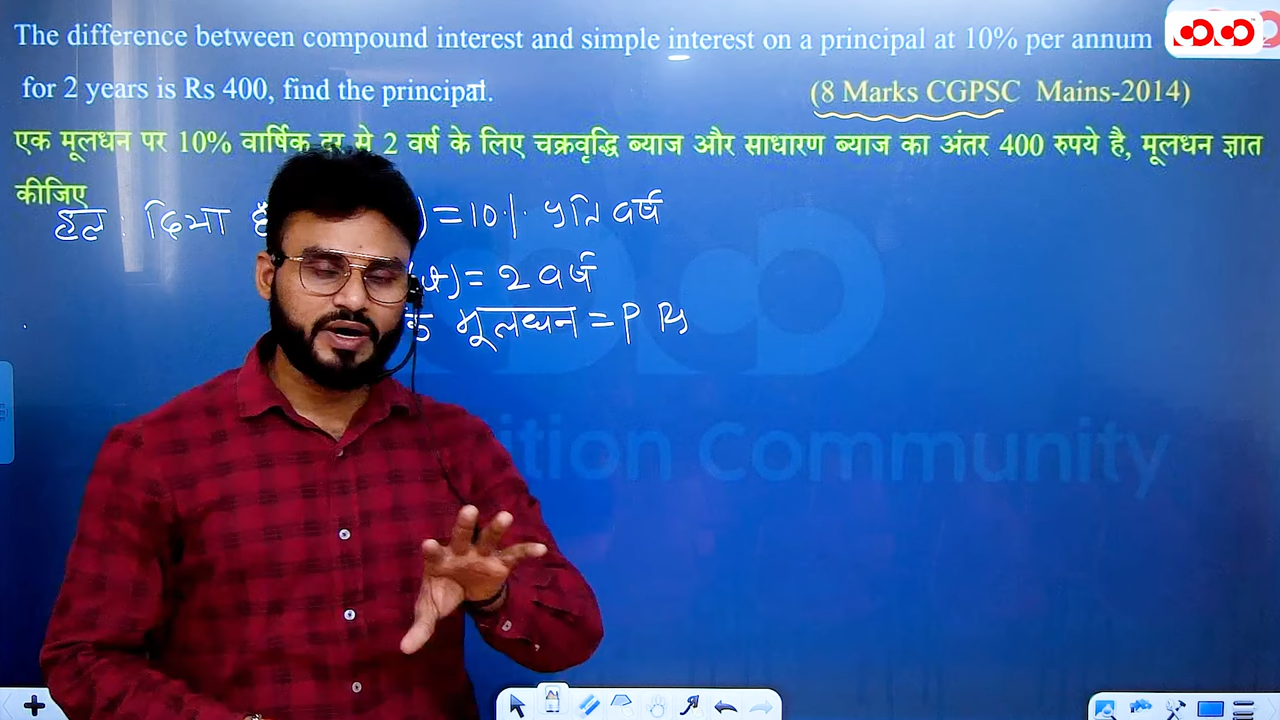 The difference between compound interest and simple interest on a principal at 10% per annum
for 2 years is Rs 400, find the principal. (8 Marks CGPSC Mains-2014)
एक मूलधन पर 10% वार्षिक दर से 2 वर्ष के लिए चक्रवृद्धि ब्याज और साधारण ब्याज का अंतर 400 रुपये है, मूलधन ज्ञात
कीजिए
हल : दिया ) = 10% प्रति वर्ष
) = 2 वर्ष
मूलधन = P Rs
ition Community